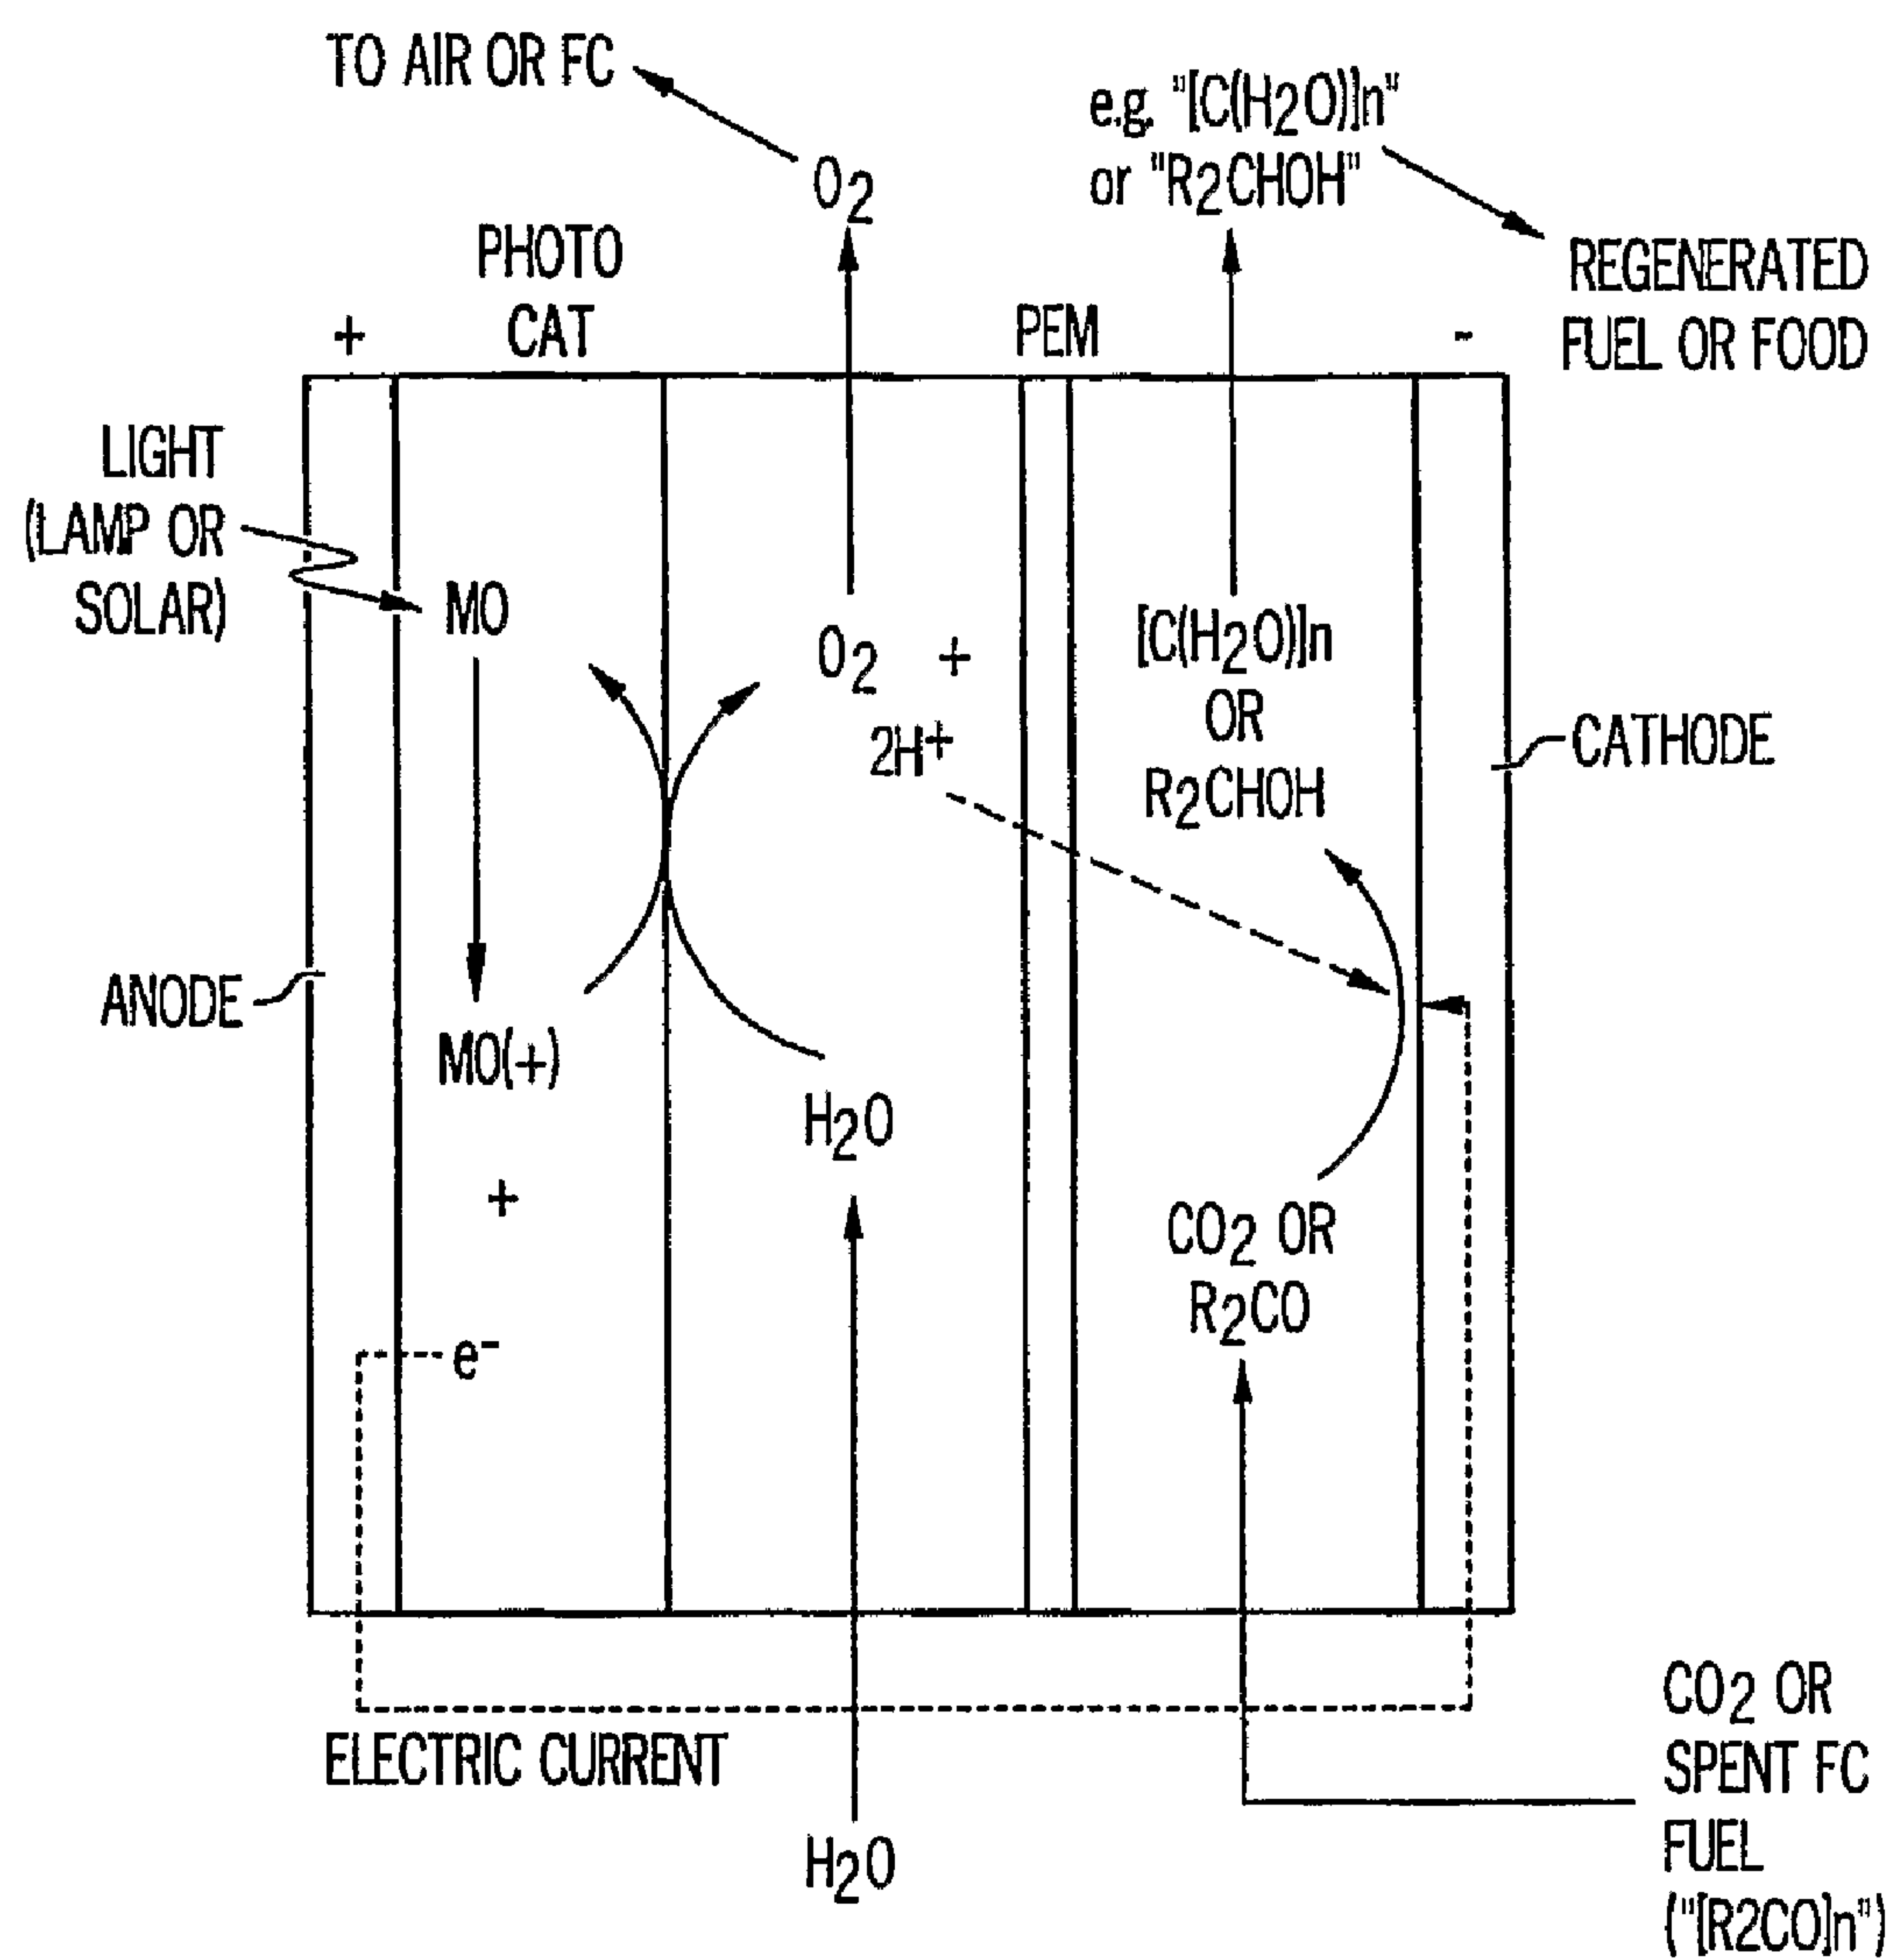 TO AIR OR FC
O2
e.g. "[C(H2O)]n"
or "R2CHOH"
REGENERATED
FUEL OR FOOD
+
PHOTO
CAT
PEM
-
LIGHT
(LAMP OR
SOLAR)
MO
O2 +
2H+
[C(H2O)]n
OR
R2CHOH
CATHODE
ANODE
MO(+)
+
e-
H2O
CO2 OR
R2CO
ELECTRIC CURRENT
H2O
CO2 OR
SPENT FC
FUEL
("[R2CO]n")